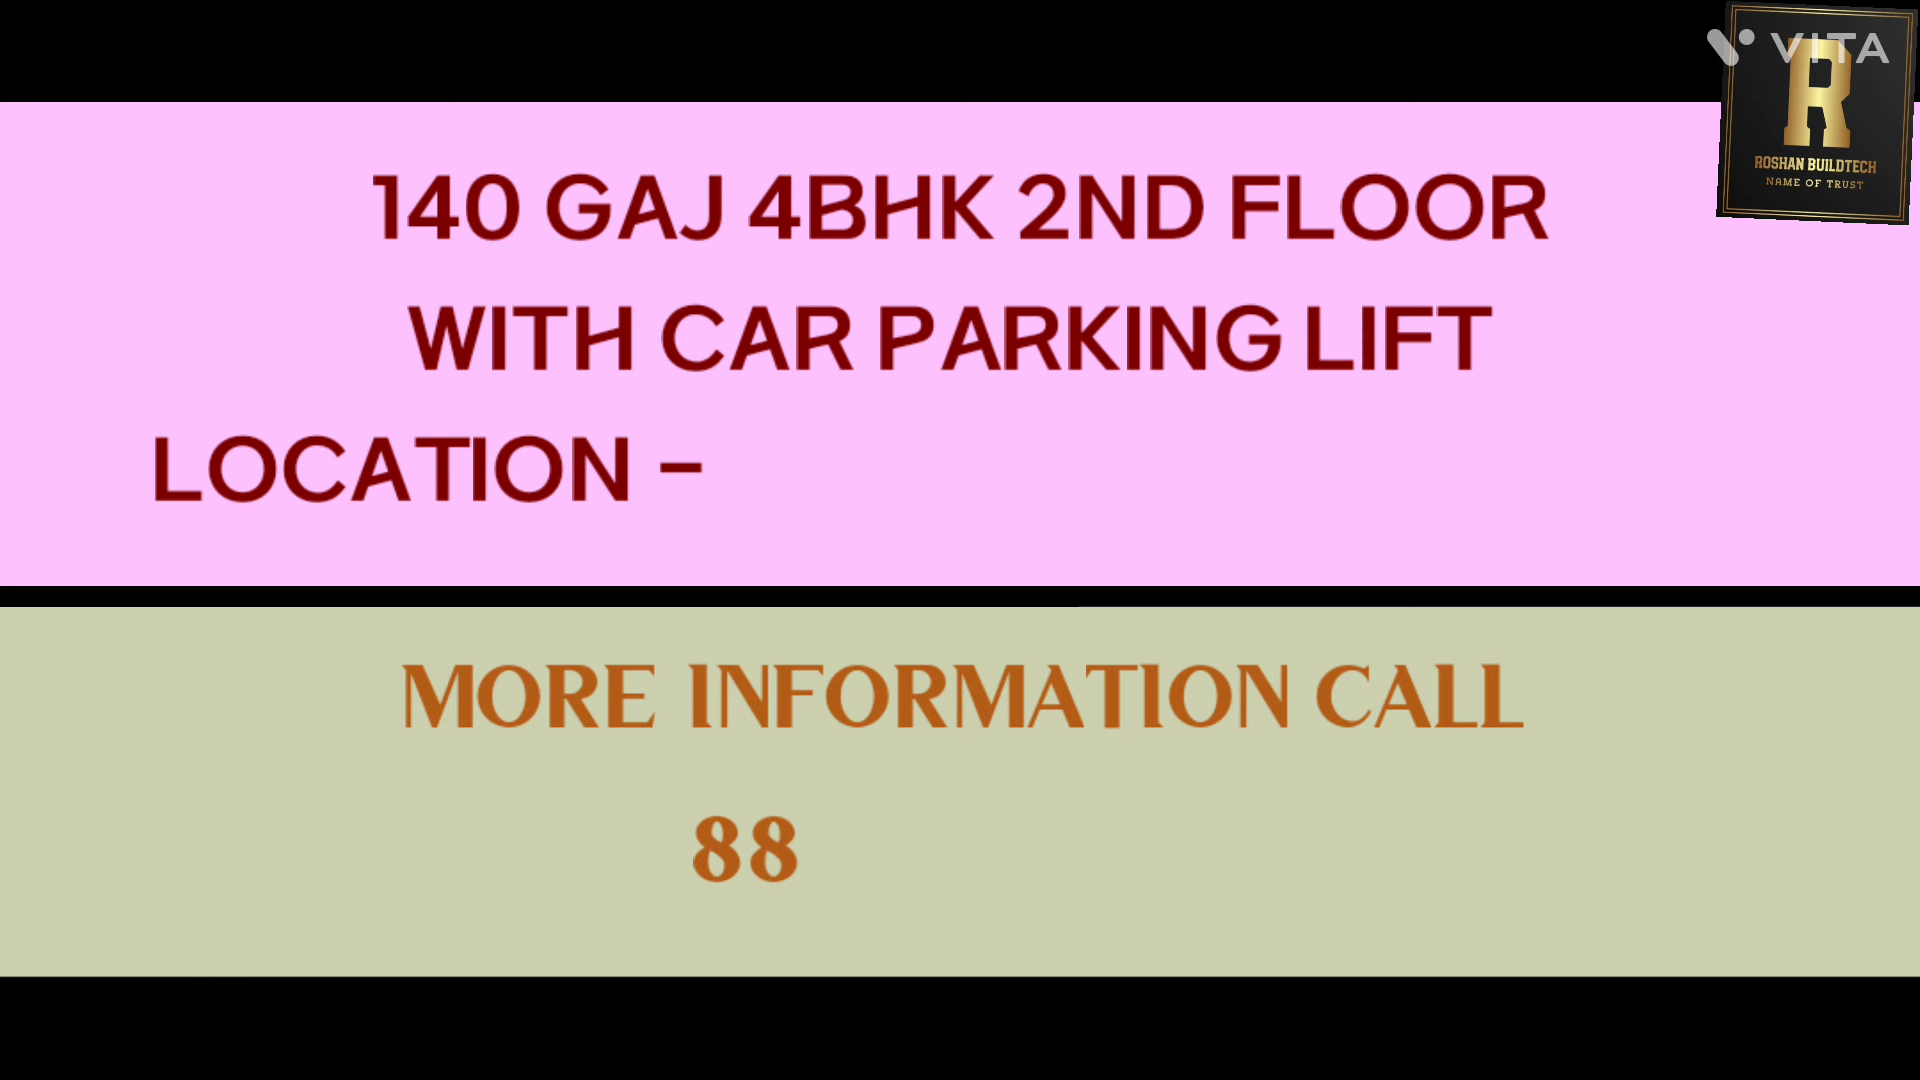 VITA
R
ROSHAN BUILDTECH
NAME OF TRUST
140 GAJ 4BHK 2ND FLOOR
WITH CAR PARKING LIFT
LOCATION -
MORE INFORMATION CALL
88